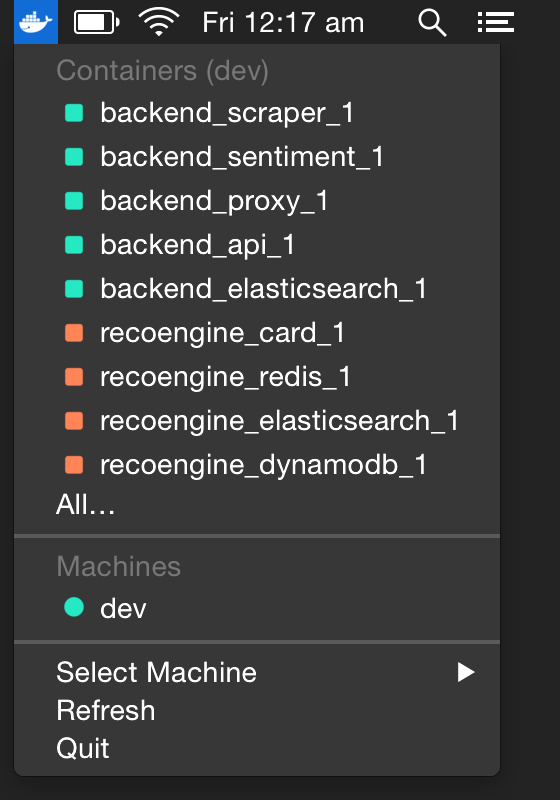 Fri 12:17 am
Containers (dev)
backend_scraper_1
backend_sentiment_1
backend_proxy_1
backend_api_1
backend_elasticsearch_1
recoengine_card_1
recoengine_redis_1
recoengine_elasticsearch_1
recoengine_dynamodb_1
All...
Machines
dev
Select Machine
Refresh
Quit